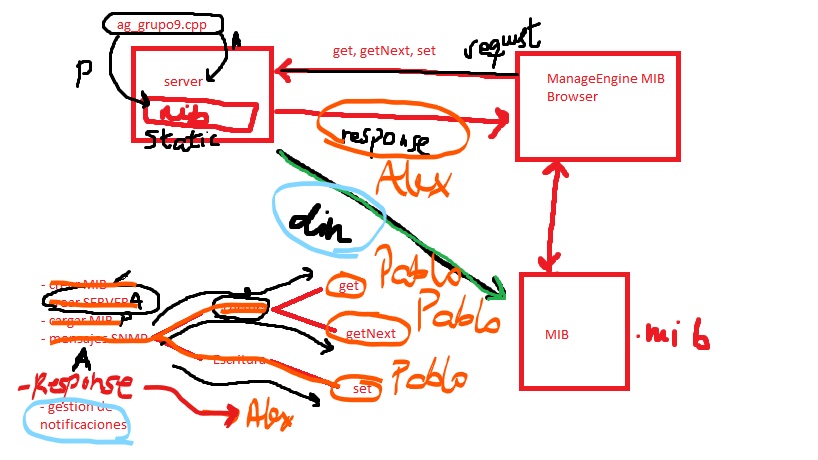 ag_grupo9.cpp
A
P
server
mib
static
get, getNext, set
request
response
Alex
ManageEngine MIB
Browser
din
MIB
.mib
- crear MIB
- crear SERVER A
- cargar MIB P
- mensajes SNMP
A
Escritura
get
Pablo
getNext
Pablo
set
Pablo
-Response
Alex
- gestión de
notificaciones